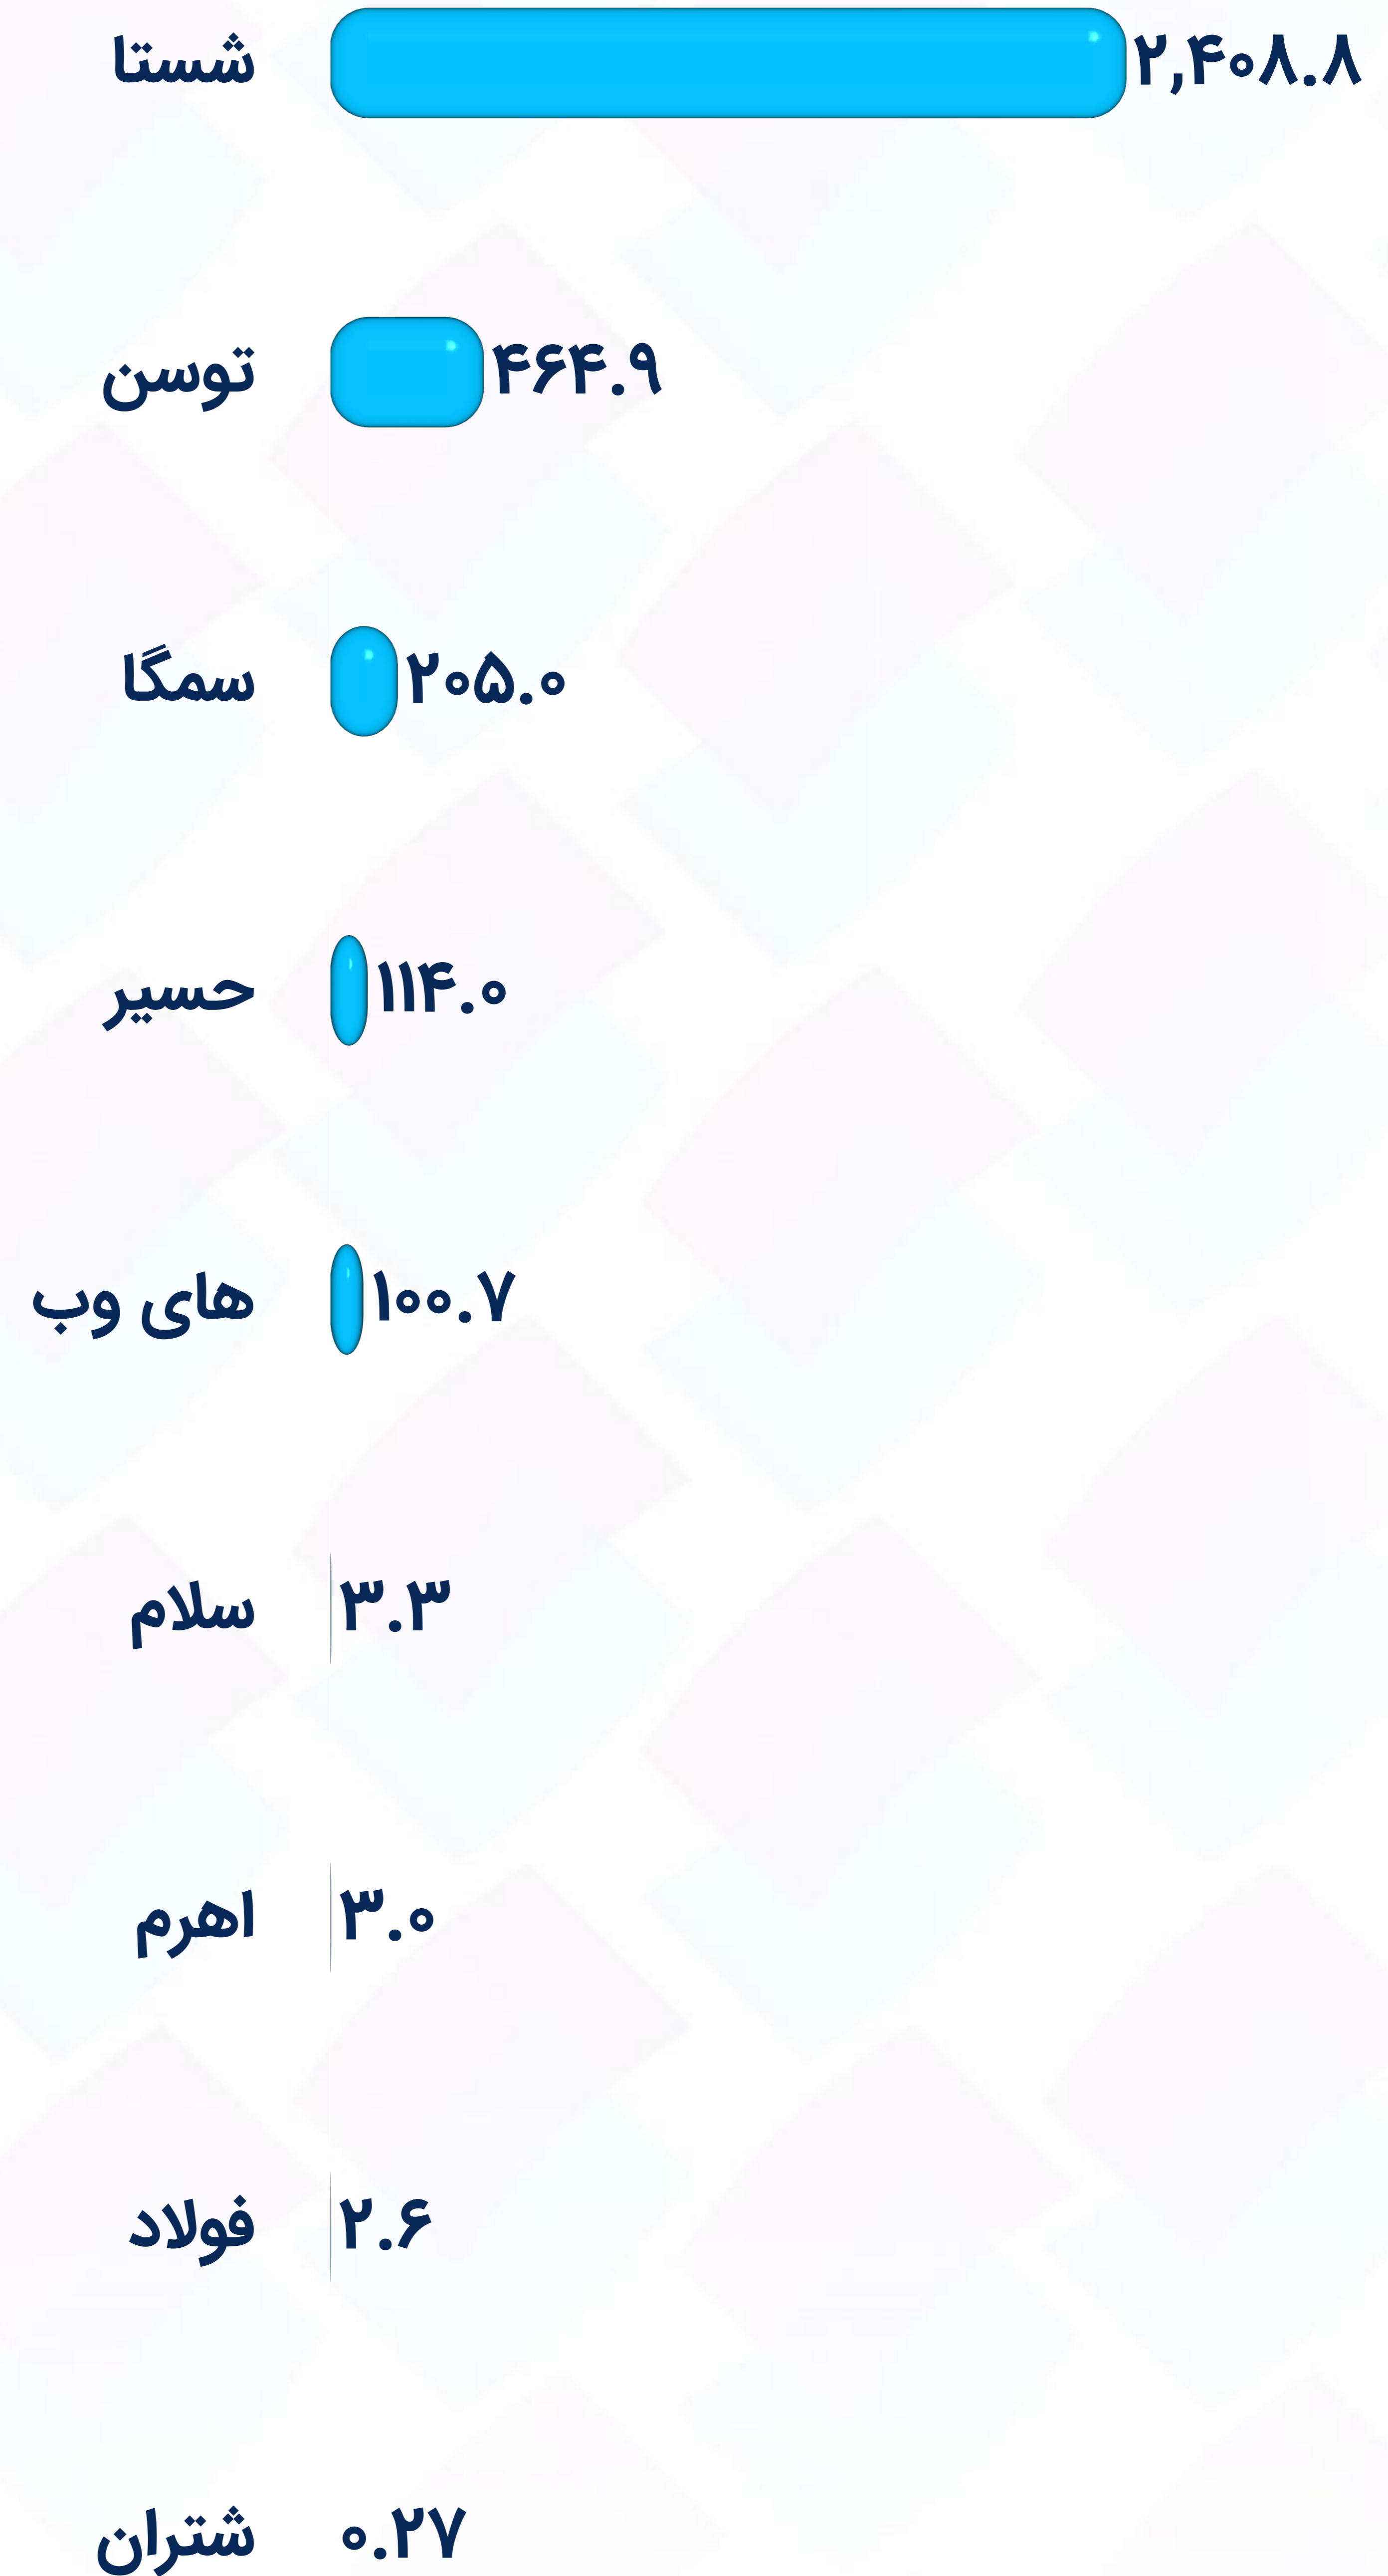 شستا ۲,۴۰۸.۸
توسن ۴۶۴.۹
سمگا ۲۰۵.۰
حسیر ۱۱۴.۰
های وب ۱۰۰.۷
سلام ۳.۳
اهرم ۳.۰
فولاد ۲.۶
شتران ۰.۲۷